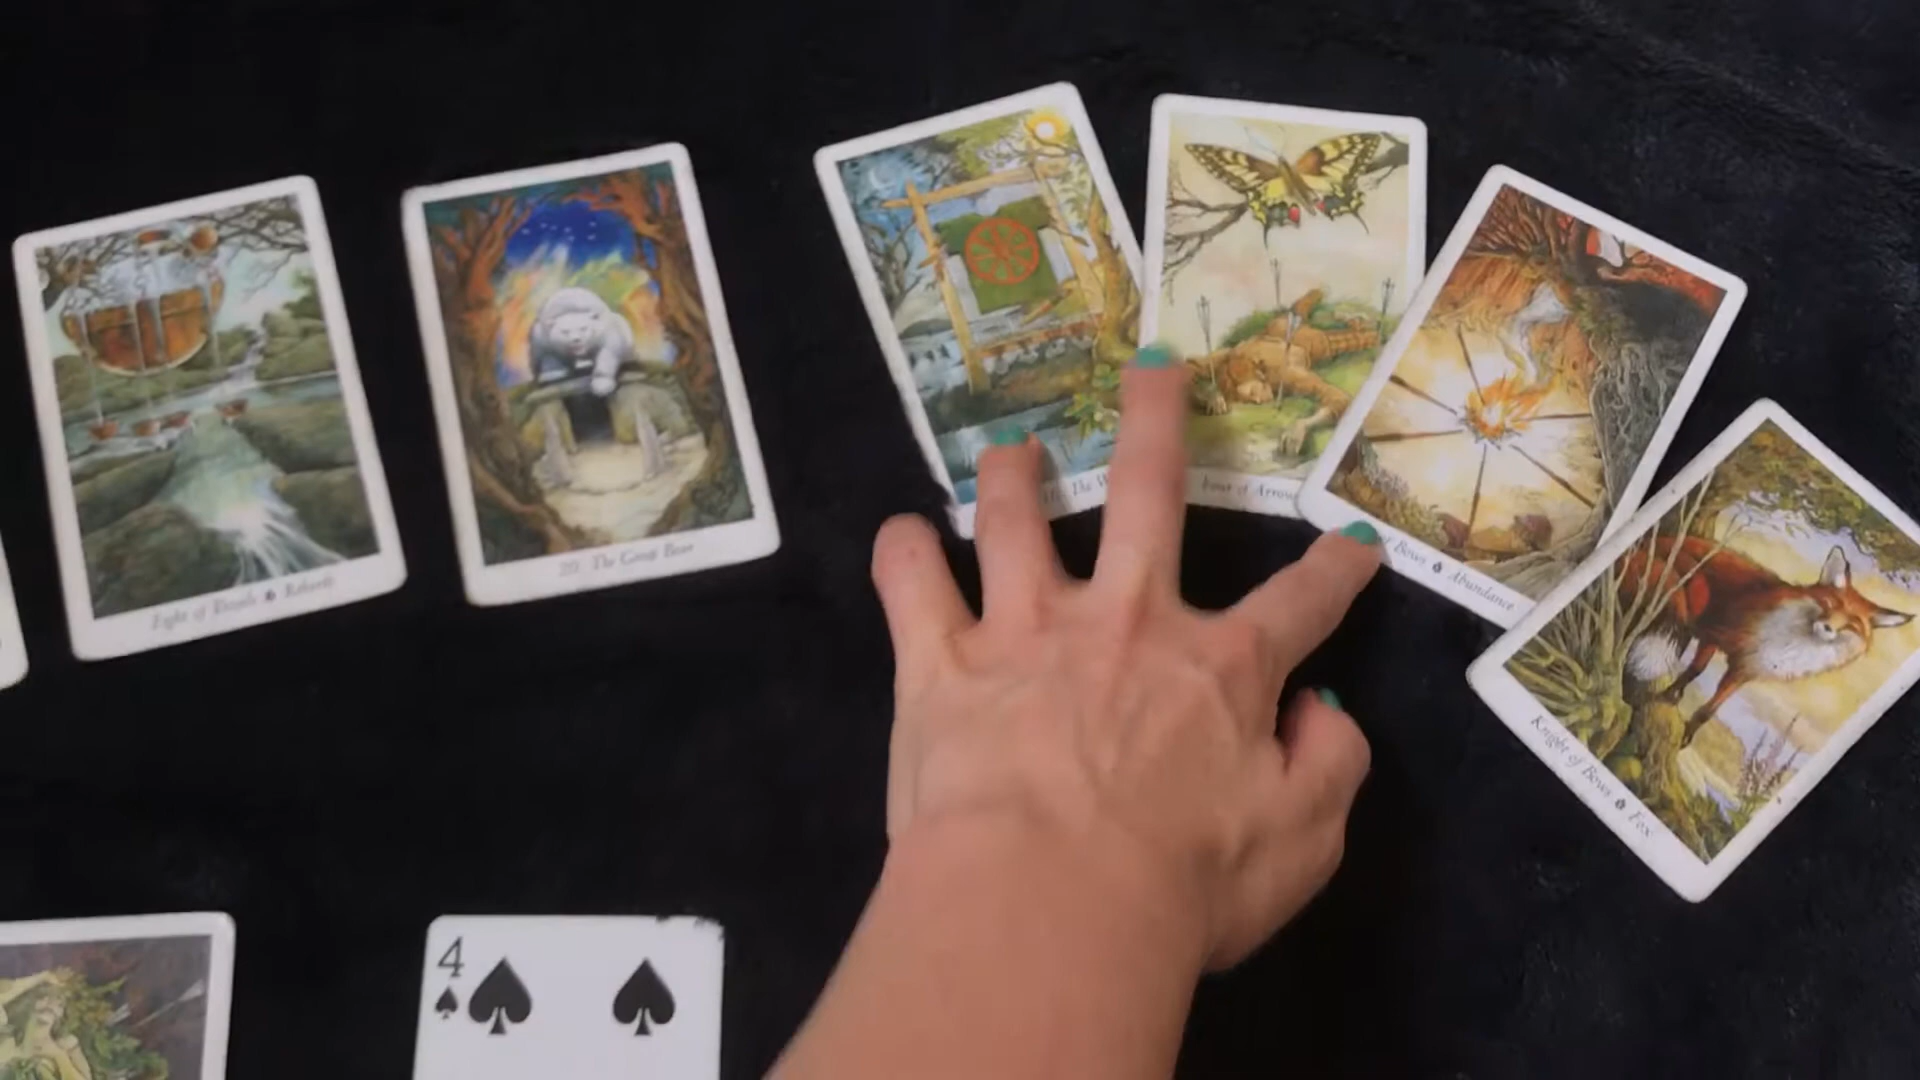 Eight of Vessels Rebirth
20 The Great Bear
The W
Four of Arrows
Bows Abundance
Knight of Bows Fox
4